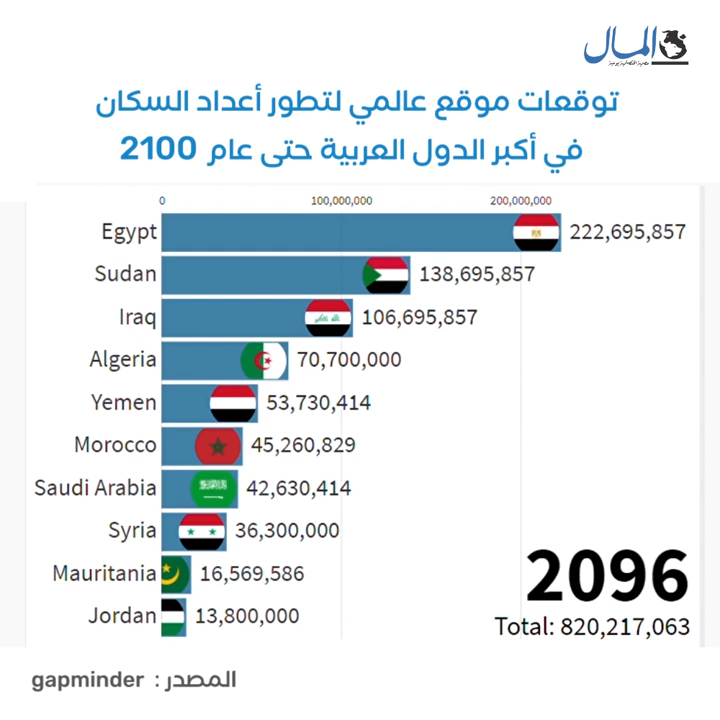 المال
توقعات موقع عالمي لتطور أعداد السكان
في أكبر الدول العربية حتى عام 2100
0 100,000,000 200,000,000
Egypt 222,695,857
Sudan 138,695,857
Iraq 106,695,857
Algeria 70,700,000
Yemen 53,730,414
Morocco 45,260,829
Saudi Arabia 42,630,414
Syria 36,300,000
Mauritania 16,569,586
Jordan 13,800,000
2096
Total: 820,217,063
المصدر : gapminder